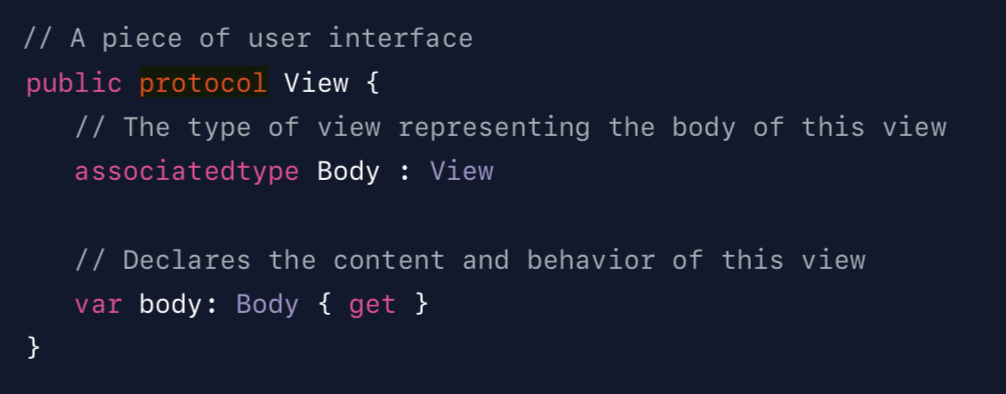 // A piece of user interface
public protocol View {
// The type of view representing the body of this view
associatedtype Body : View
// Declares the content and behavior of this view
var body: Body { get }
}